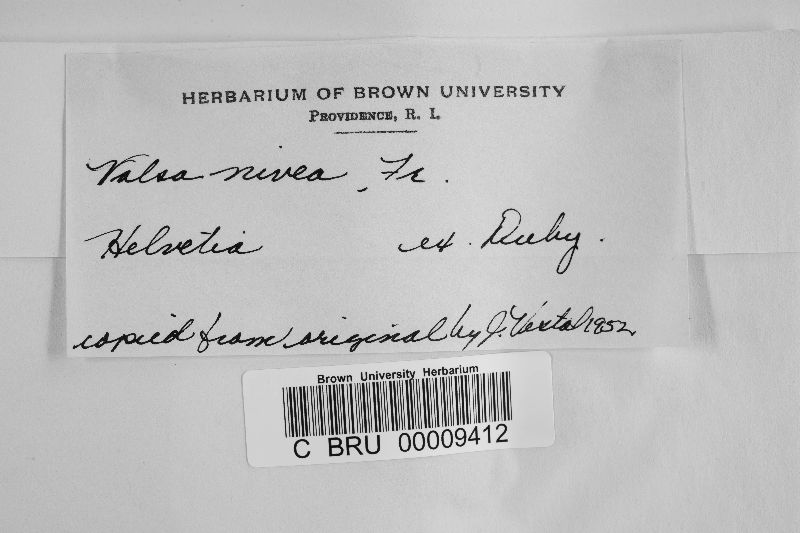 HERBARIUM OF BROWN UNIVERSITY
PROVIDENCE, R. I.
Valsa nivea, Fr.
Helvetia ex. Duby.
copied from original by J. Vestal 1952
Brown University Herbarium
C BRU 00009412